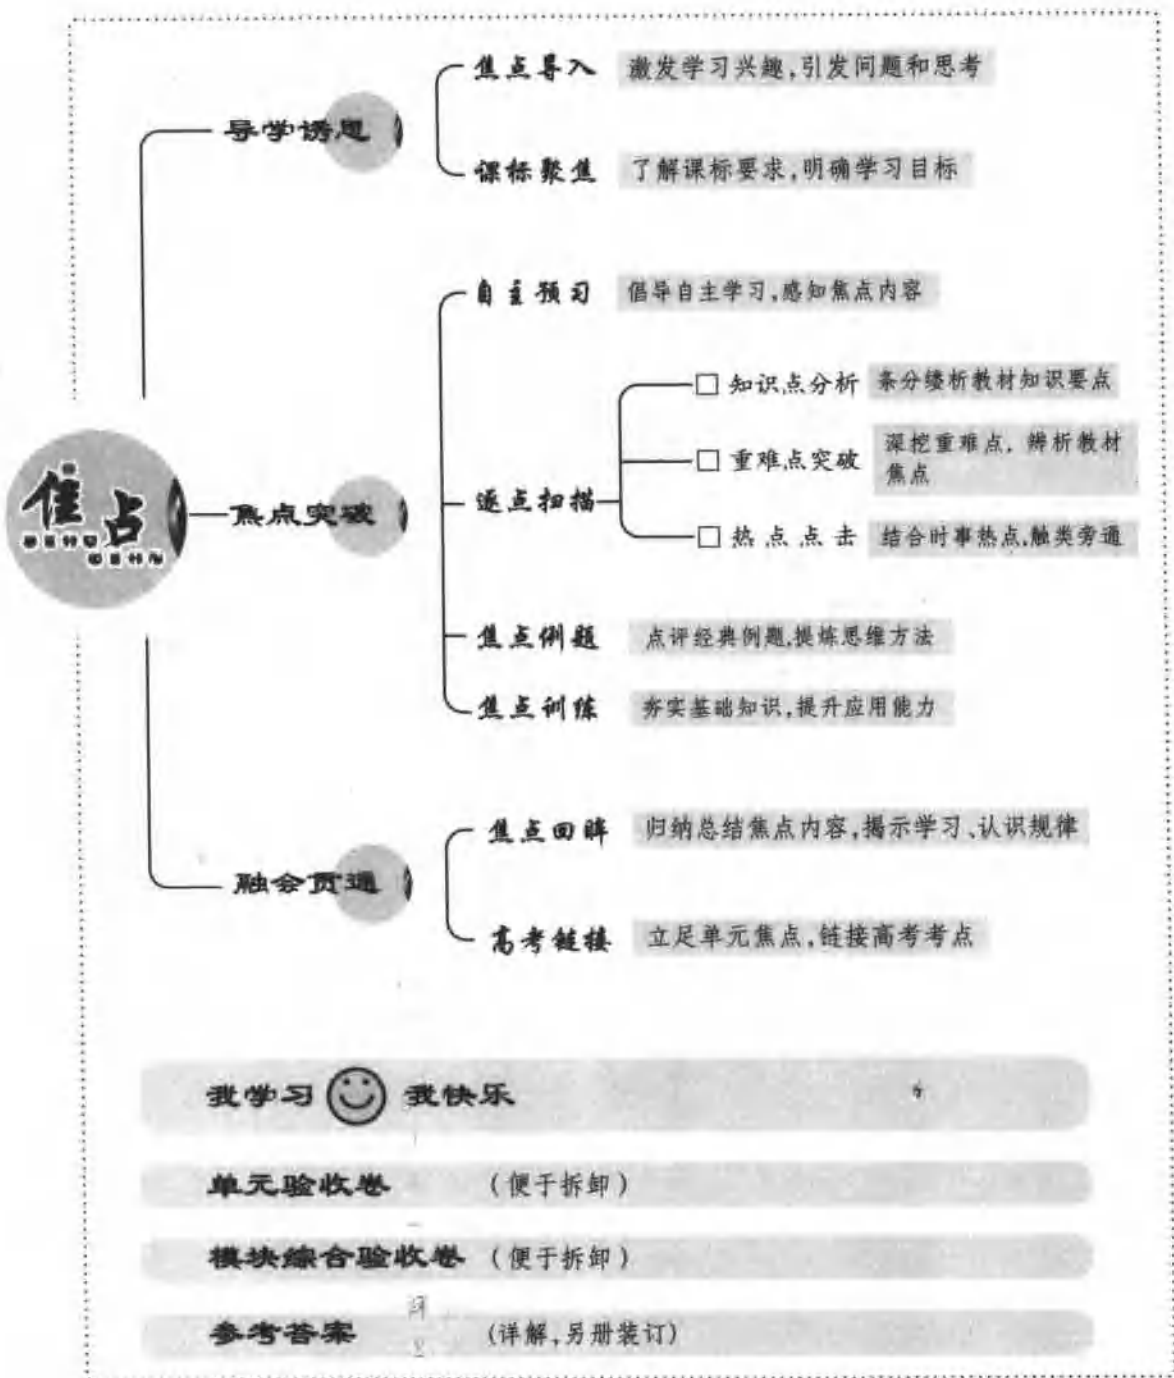 焦点导入 激发学习兴趣,引发问题和思考
导学诱思
课标聚焦 了解课标要求,明确学习目标
自主预习 倡导自主学习,感知焦点内容
□ 知识点分析 条分缕析教材知识要点
□ 重难点突破 深挖重难点, 辨析教材
焦点
逐点扫描
□ 热点点击 结合时事热点,触类旁通
焦点
焦点突破
焦点例题 点评经典例题,提炼思维方法
焦点训练 夯实基础知识,提升应用能力
焦点回眸 归纳总结焦点内容,揭示学习、认识规律
融会贯通
高考链接 立足单元焦点,链接高考考点
我学习 我快乐
单元验收卷 (便于拆卸)
模块综合验收卷 (便于拆卸)
参考答案 (详解,另册装订)